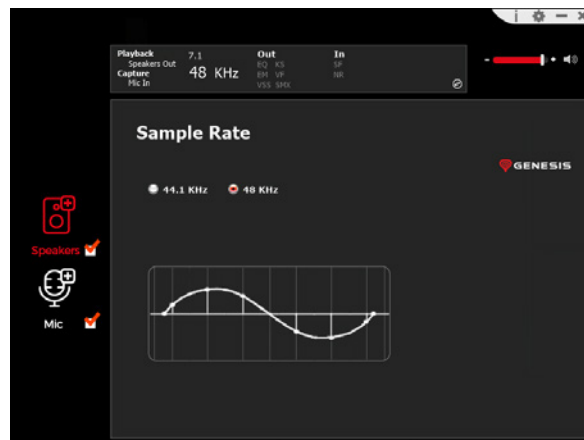 Playback
Speakers Out
Capture
Mic In
7.1
48 KHz
Out
EQ KS
EM VF
VSS SMX
In
SF
NR
Sample Rate
GENESIS
44.1 KHz
48 KHz
Speakers
Mic